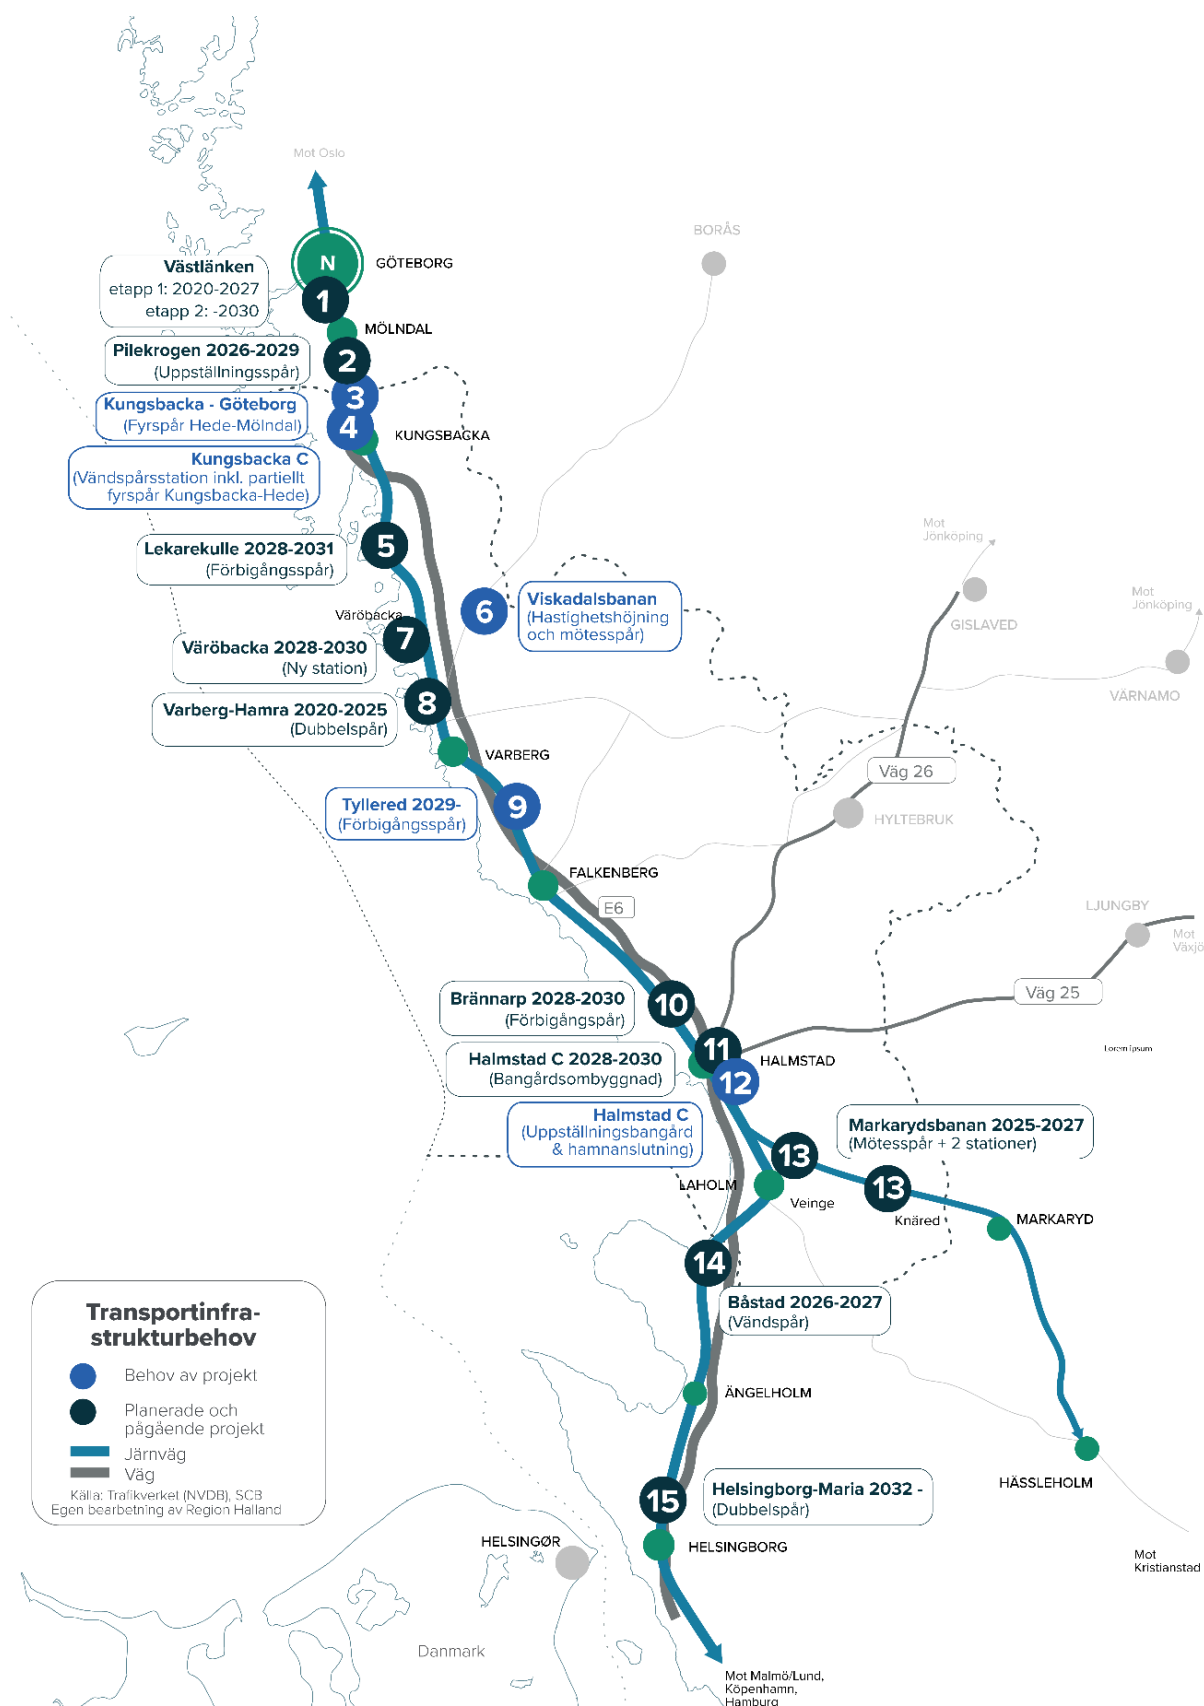 Mot Oslo
BORÅS
N
GÖTEBORG
Västlänken
etapp 1: 2020-2027
etapp 2: -2030
1
MÖLNDAL
Pilekrogen 2026-2029
(Uppställningsspår)
2
3
Kungsbacka - Göteborg
(Fyrspår Hede-Mölndal)
4
KUNGSBACKA
Kungsbacka C
(Vändspårsstation inkl. partiellt
fyrspår Kungsbacka-Hede)
Mot
Jönköping
Lekarekulle 2028-2031
(Förbigångsspår)
5
Viskadalsbanan
(Hastighetshöjning
och mötesspår)
6
Mot
Jönköping
GISLAVED
Väröbacka
7
Väröbacka 2028-2030
(Ny station)
VÄRNAMO
Varberg-Hamra 2020-2025
(Dubbelspår)
8
VARBERG
Väg 26
Tyllered 2029-
(Förbigångsspår)
9
HYLTEBRUK
FALKENBERG
E6
LJUNGBY
Mot
Växjö
Brännarp 2028-2030
(Förbigångspår)
10
Väg 25
11
Halmstad C 2028-2030
(Bangårdsombyggnad)
HALMSTAD
Lorem ipsum
12
Halmstad C
(Uppställningsbangård
& hamnanslutning)
Markarydsbanan 2025-2027
(Mötesspår + 2 stationer)
13
13
LAHOLM
Veinge
Knäred
MARKARYD
14
Båstad 2026-2027
(Vändspår)
Transportinfra-
strukturbehov
Behov av projekt
Planerade och
pågående projekt
Järnväg
Väg
Källa: Trafikverket (NVDB), SCB
Egen bearbetning av Region Halland
ÄNGELHOLM
HÄSSLEHOLM
15
Helsingborg-Maria 2032 -
(Dubbelspår)
HELSINGØR
HELSINGBORG
Mot
Kristianstad
Danmark
Mot Malmö/Lund,
Köpenhamn,
Hamburg